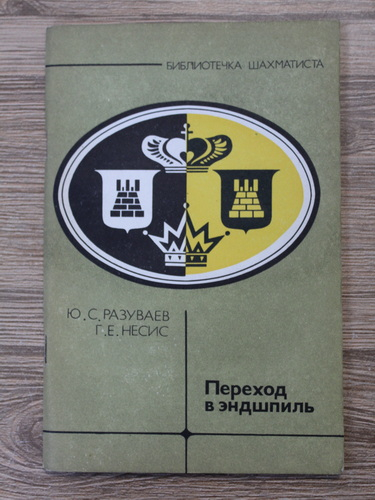 БИБЛИОТЕЧКА ШАХМАТИСТА
Ю.С.РАЗУВАЕВ
Г.Е.НЕСИС
Переход
в эндшпиль